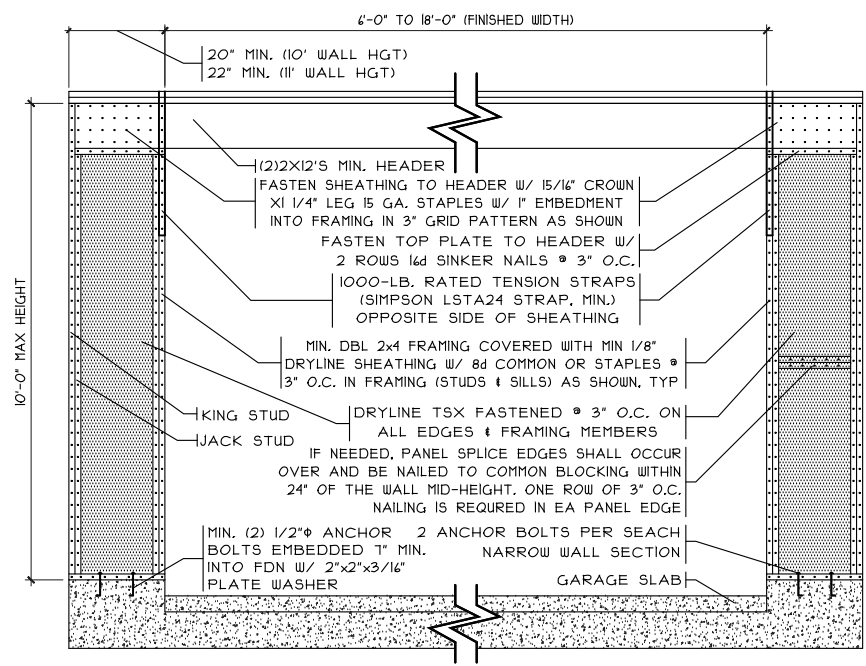 6'-0" TO 18'-0" (FINISHED WIDTH)
20" MIN. (10' WALL HGT)
22" MIN. (11' WALL HGT)
(2)2X12'S MIN. HEADER
FASTEN SHEATHING TO HEADER W/ 15/16" CROWN
X1 1/4" LEG 15 GA. STAPLES W/ 1" EMBEDMENT
INTO FRAMING IN 3" GRID PATTERN AS SHOWN
FASTEN TOP PLATE TO HEADER W/
2 ROWS 16d SINKER NAILS @ 3" O.C.
1000-LB. RATED TENSION STRAPS
(SIMPSON LSTA24 STRAP, MIN.)
OPPOSITE SIDE OF SHEATHING
10'-0" MAX HEIGHT
MIN. DBL 2x4 FRAMING COVERED WITH MIN 1/8"
DRYLINE SHEATHING W/ 8d COMMON OR STAPLES @
3" O.C. IN FRAMING (STUDS & SILLS) AS SHOWN, TYP
KING STUD
JACK STUD
DRYLINE TSX FASTENED @ 3" O.C. ON
ALL EDGES & FRAMING MEMBERS
IF NEEDED, PANEL SPLICE EDGES SHALL OCCUR
OVER AND BE NAILED TO COMMON BLOCKING WITHIN
24" OF THE WALL MID-HEIGHT. ONE ROW OF 3" O.C.
NAILING IS REQURED IN EA PANEL EDGE
MIN. (2) 1/2"Φ ANCHOR
BOLTS EMBEDDED 7" MIN.
INTO FDN W/ 2"x2"x3/16"
PLATE WASHER
2 ANCHOR BOLTS PER SEACH
NARROW WALL SECTION
GARAGE SLAB